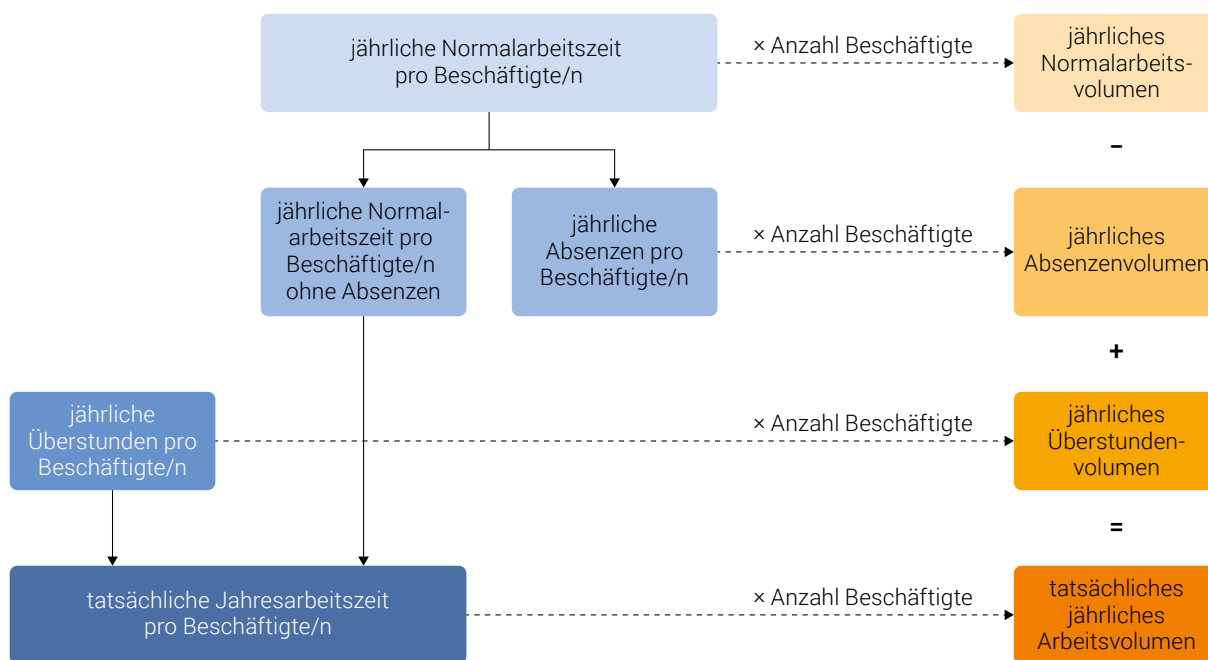 jährliche Normalarbeitszeit
pro Beschäftigte/n
× Anzahl Beschäftigte
jährliches
Normalarbeits-
volumen
–
jährliche Normal-
arbeitszeit pro
Beschäftigte/n
ohne Absenzen
jährliche
Absenzen pro
Beschäftigte/n
× Anzahl Beschäftigte
jährliches
Absenzenvolumen
+
jährliche
Überstunden pro
Beschäftigte/n
× Anzahl Beschäftigte
jährliches
Überstunden-
volumen
=
tatsächliche Jahresarbeitszeit
pro Beschäftigte/n
× Anzahl Beschäftigte
tatsächliches
jährliches
Arbeitsvolumen